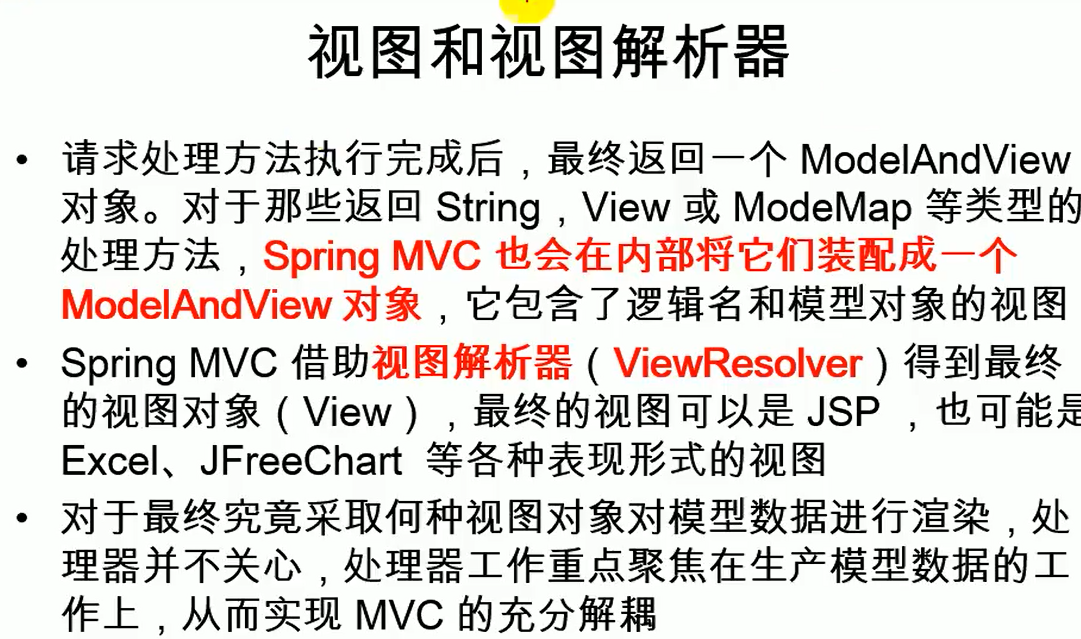 视图和视图解析器
• 请求处理方法执行完成后，最终返回一个 ModelAndView
对象。对于那些返回 String，View 或 ModeMap 等类型的
处理方法，Spring MVC 也会在内部将它们装配成一个
ModelAndView 对象，它包含了逻辑名和模型对象的视图
• Spring MVC 借助视图解析器（ViewResolver）得到最终
的视图对象（View），最终的视图可以是 JSP ，也可能是
Excel、JFreeChart 等各种表现形式的视图
• 对于最终究竟采取何种视图对象对模型数据进行渲染，处
理器并不关心，处理器工作重点聚焦在生产模型数据的工
作上，从而实现 MVC 的充分解耦